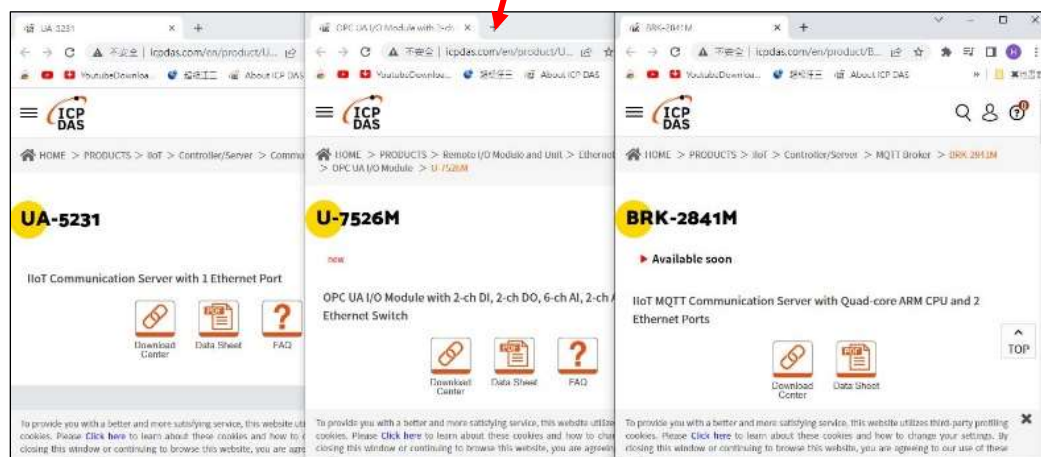 UA-5231
不安全 | icpdas.com/en/product/U...
YoutubeDownloa...
About ICP DAS
ICP
DAS
HOME > PRODUCTS > IIoT > Controller/Server > Commu
UA-5231
IIoT Communication Server with 1 Ethernet Port
Download
Center
Data Sheet
FAQ
To provide you with a better and more satisfying service, this website uti
cookies. Please Click here to learn about these cookies and how to c
closing this window or continuing to browse this website, you are agre
OPC UA I/O Module with 2-ch
不安全 | icpdas.com/en/product/U...
YoutubeDownloa...
About ICP DAS
ICP
DAS
HOME > PRODUCTS > Remote I/O Module and Unit > Ethernet
> OPC UA I/O Module > U-7526M
U-7526M
new
OPC UA I/O Module with 2-ch DI, 2-ch DO, 6-ch AI, 2-ch A
Ethernet Switch
Download
Center
Data Sheet
FAQ
To provide you with a better and more satisfying service, this website utilize
cookies. Please Click here to learn about these cookies and how to chan
closing this window or continuing to browse this website, you are agreein
BRK-2841M
不安全 | icpdas.com/en/product/B...
YoutubeDownloa...
About ICP DAS
ICP
DAS
HOME > PRODUCTS > IIoT > Controller/Server > MQTT Broker > BRK-2841M
BRK-2841M
Available soon
IIoT MQTT Communication Server with Quad-core ARM CPU and 2
Ethernet Ports
Download
Center
Data Sheet
TOP
To provide you with a better and more satisfying service, this website utilizes third-party profiling
cookies. Please Click here to learn about these cookies and how to change your settings. By
closing this window or continuing to browse this website, you are agreeing to our use of these